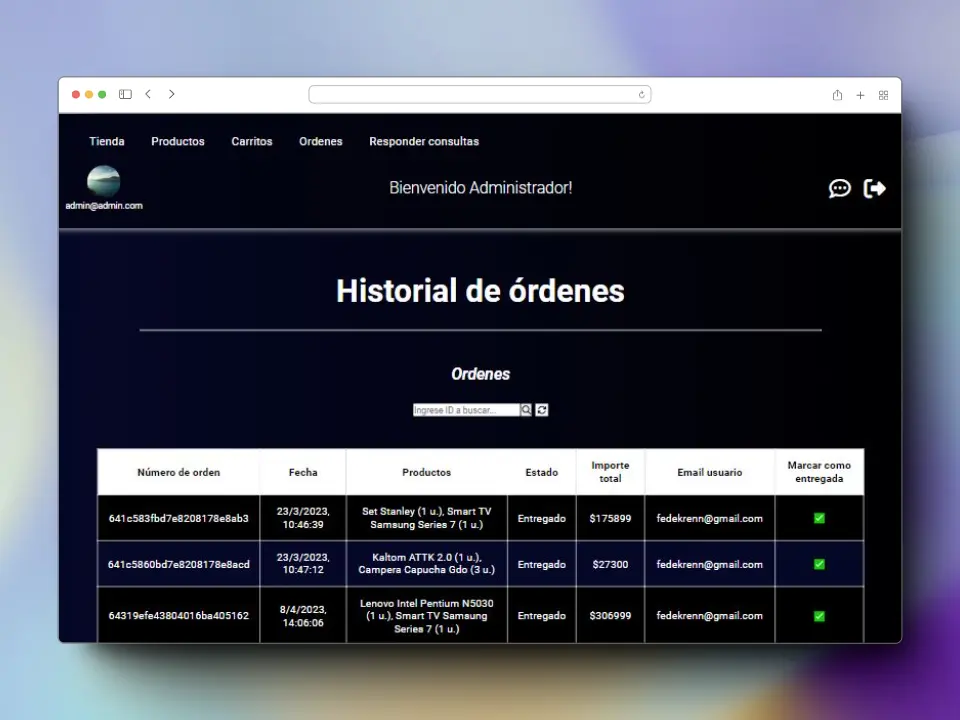 Tienda Productos Carritos Ordenes Responder consultas
admin@admin.com
Bienvenido Administrador!
Historial de órdenes
Ordenes
Ingrese ID a buscar...
Número de orden Fecha Productos Estado Importe total Email usuario Marcar como entregada
641c583fbd7e8208178e8ab3 23/3/2023, 10:46:39 Set Stanley (1 u.), Smart TV Samsung Series 7 (1 u.) Entregado $175899 fedekrenn@gmail.com
641c5860bd7e8208178e8acd 23/3/2023, 10:47:12 Kaltom ATTK 2.0 (1 u.), Campera Capucha Gdo (3 u.) Entregado $27300 fedekrenn@gmail.com
64319efe43804016ba405162 8/4/2023, 14:06:06 Lenovo Intel Pentium N5030 (1 u.), Smart TV Samsung Series 7 (1 u.) Entregado $306999 fedekrenn@gmail.com